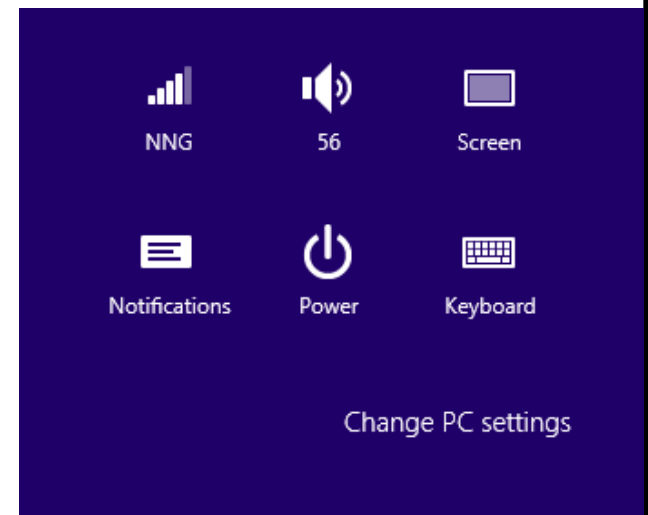 NNG
56
Screen
Notifications
Power
Keyboard
Change PC settings